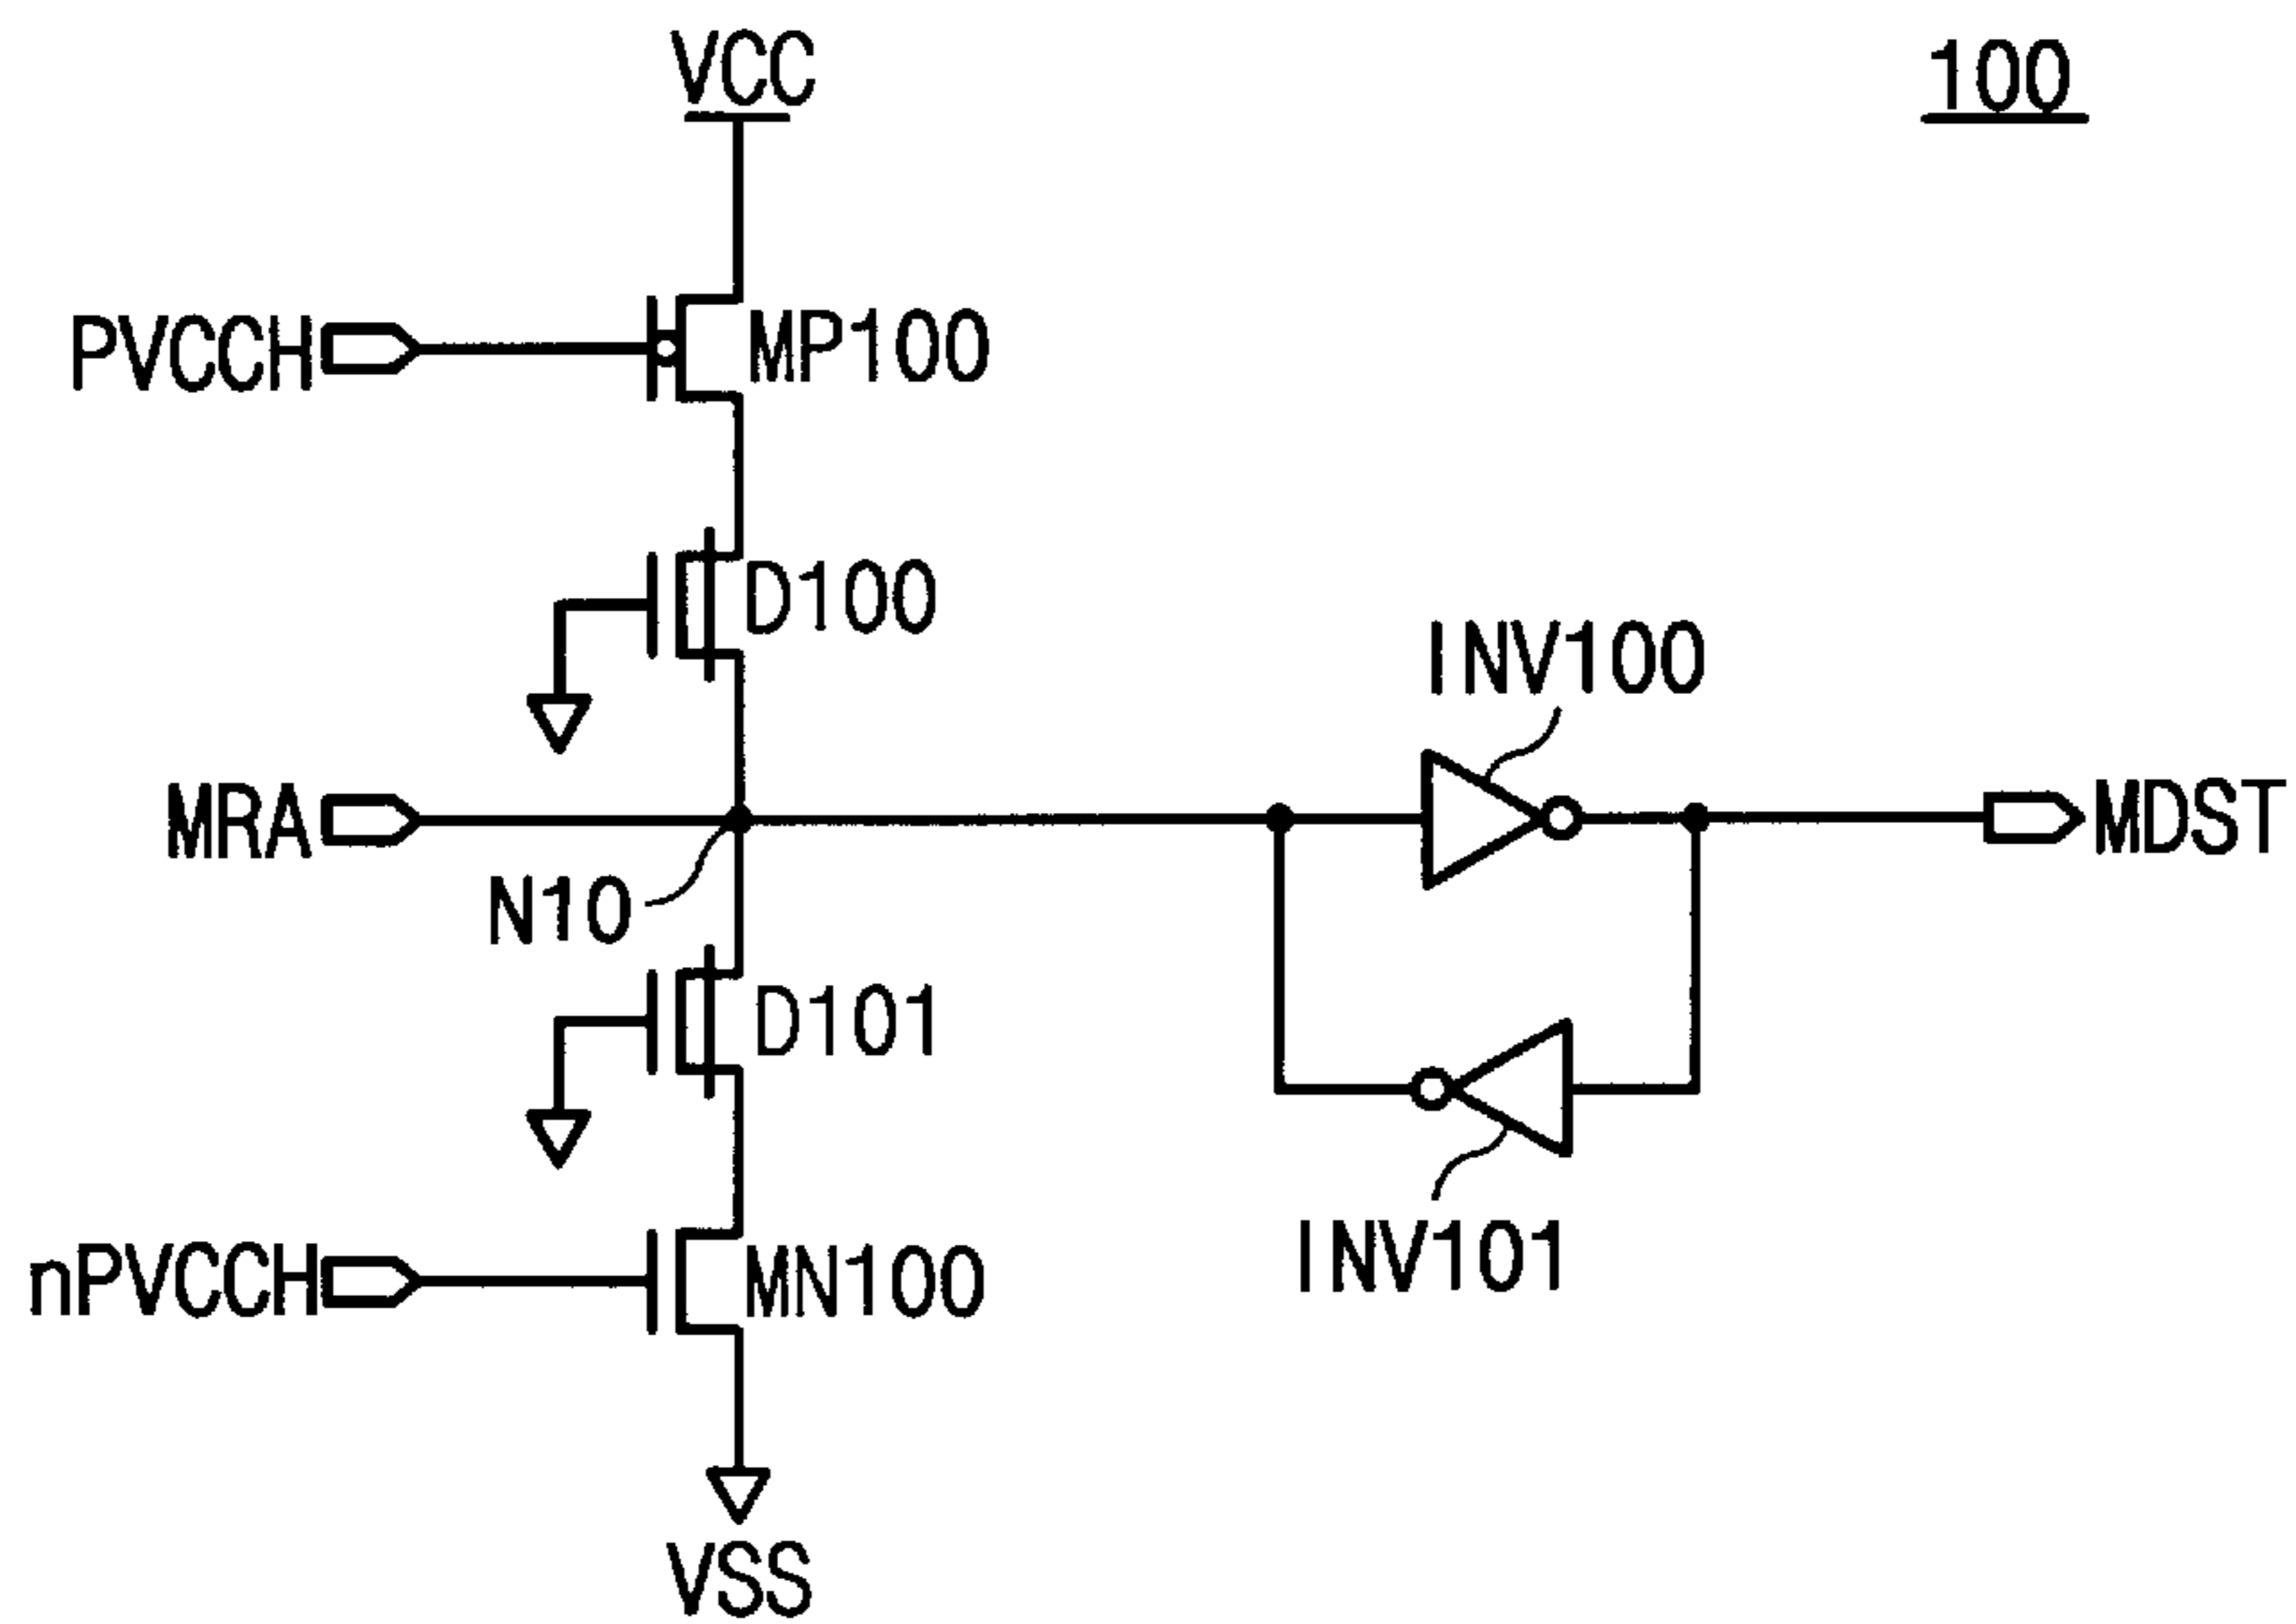 VCC
100
PVCCH
MP100
D100
INV100
MRA
MDST
N10
D101
INV101
nPVCCH
MN100
VSS